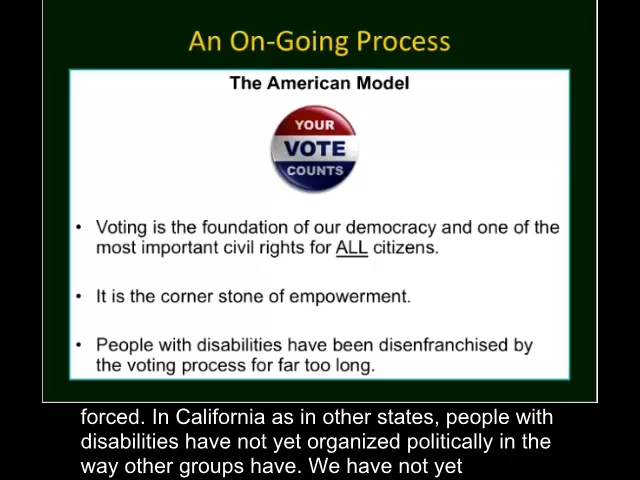 An On-Going Process
The American Model
YOUR
VOTE
COUNTS
• Voting is the foundation of our democracy and one of the
most important civil rights for ALL citizens.
• It is the corner stone of empowerment.
• People with disabilities have been disenfranchised by
the voting process for far too long.
forced. In California as in other states, people with
disabilities have not yet organized politically in the
way other groups have. We have not yet